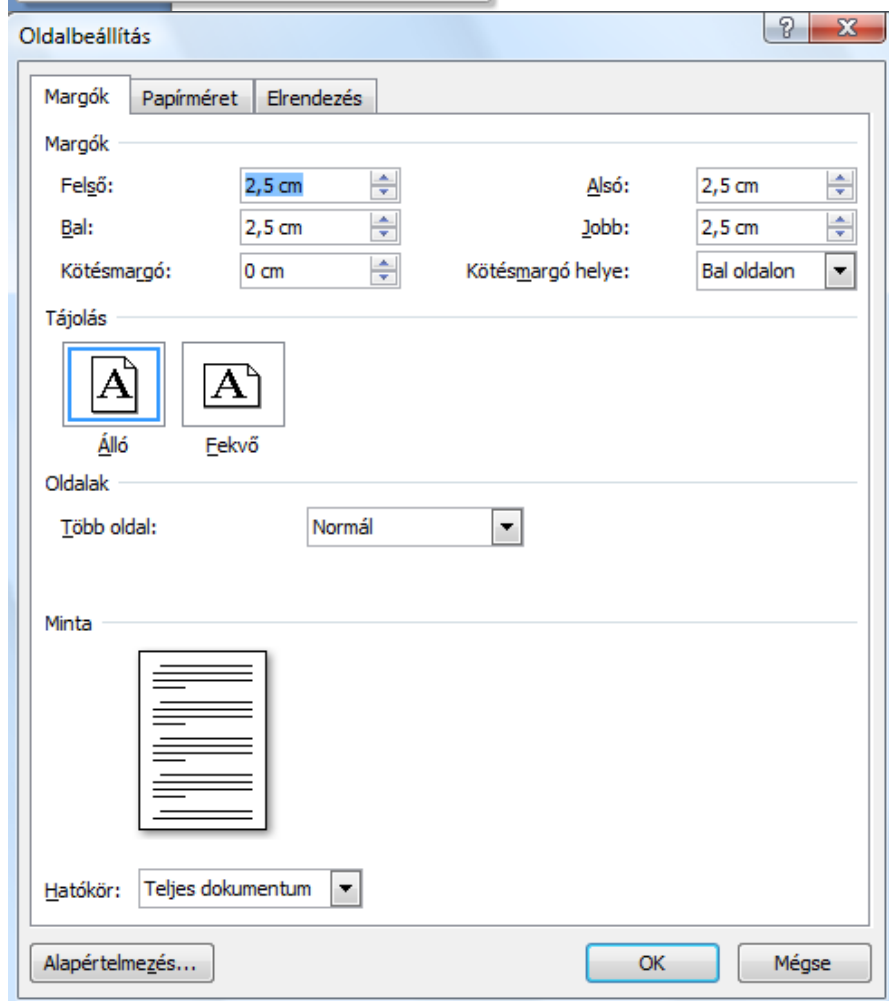 Oldalbeállítás
Margók Papírméret Elrendezés
Margók
Felső: 2,5 cm Alsó: 2,5 cm
Bal: 2,5 cm Jobb: 2,5 cm
Kötésmargó: 0 cm Kötésmargó helye: Bal oldalon
Tájolás
A A
Álló Fekvő
Oldalak
Több oldal: Normál
Minta
Hatókör: Teljes dokumentum
Alapértelmezés... OK Mégse